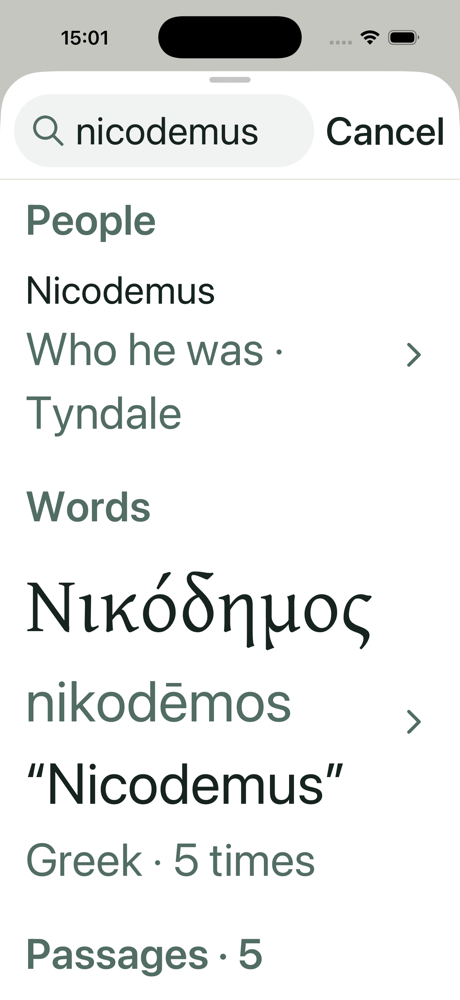 15:01
nicodemus
Cancel
People
Nicodemus
Who he was ·
Tyndale
Words
Νικόδημος
nikodēmos
“Nicodemus”
Greek · 5 times
Passages · 5